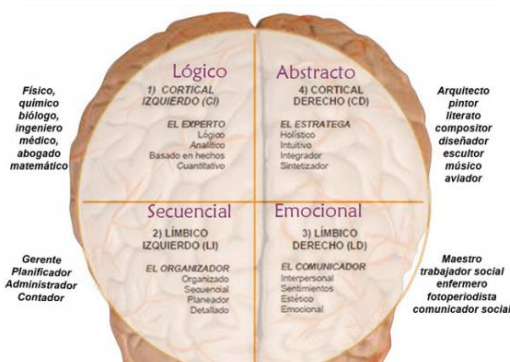 Lógico
1) CORTICAL
IZQUIERDO (CI)
EL EXPERTO
Lógico
Analítico
Basado en hechos
Cuantitativo
Abstracto
4) CORTICAL
DERECHO (CD)
EL ESTRATEGA
Holístico
Intuitivo
Integrador
Sintetizador
Físico,
químico
biólogo,
ingeniero
médico,
abogado
matemático
Arquitecto
pintor
literato
compositor
diseñador
escultor
músico
aviador
Secuencial
2) LÍMBICO
IZQUIERDO (LI)
EL ORGANIZADOR
Organizado
Secuencial
Planeador
Detallado
Emocional
3) LÍMBICO
DERECHO (LD)
EL COMUNICADOR
Interpersonal
Sentimientos
Estético
Emocional
Gerente
Planificador
Administrador
Contador
Maestro
trabajador social
enfermero
fotoperiodista
comunicador social